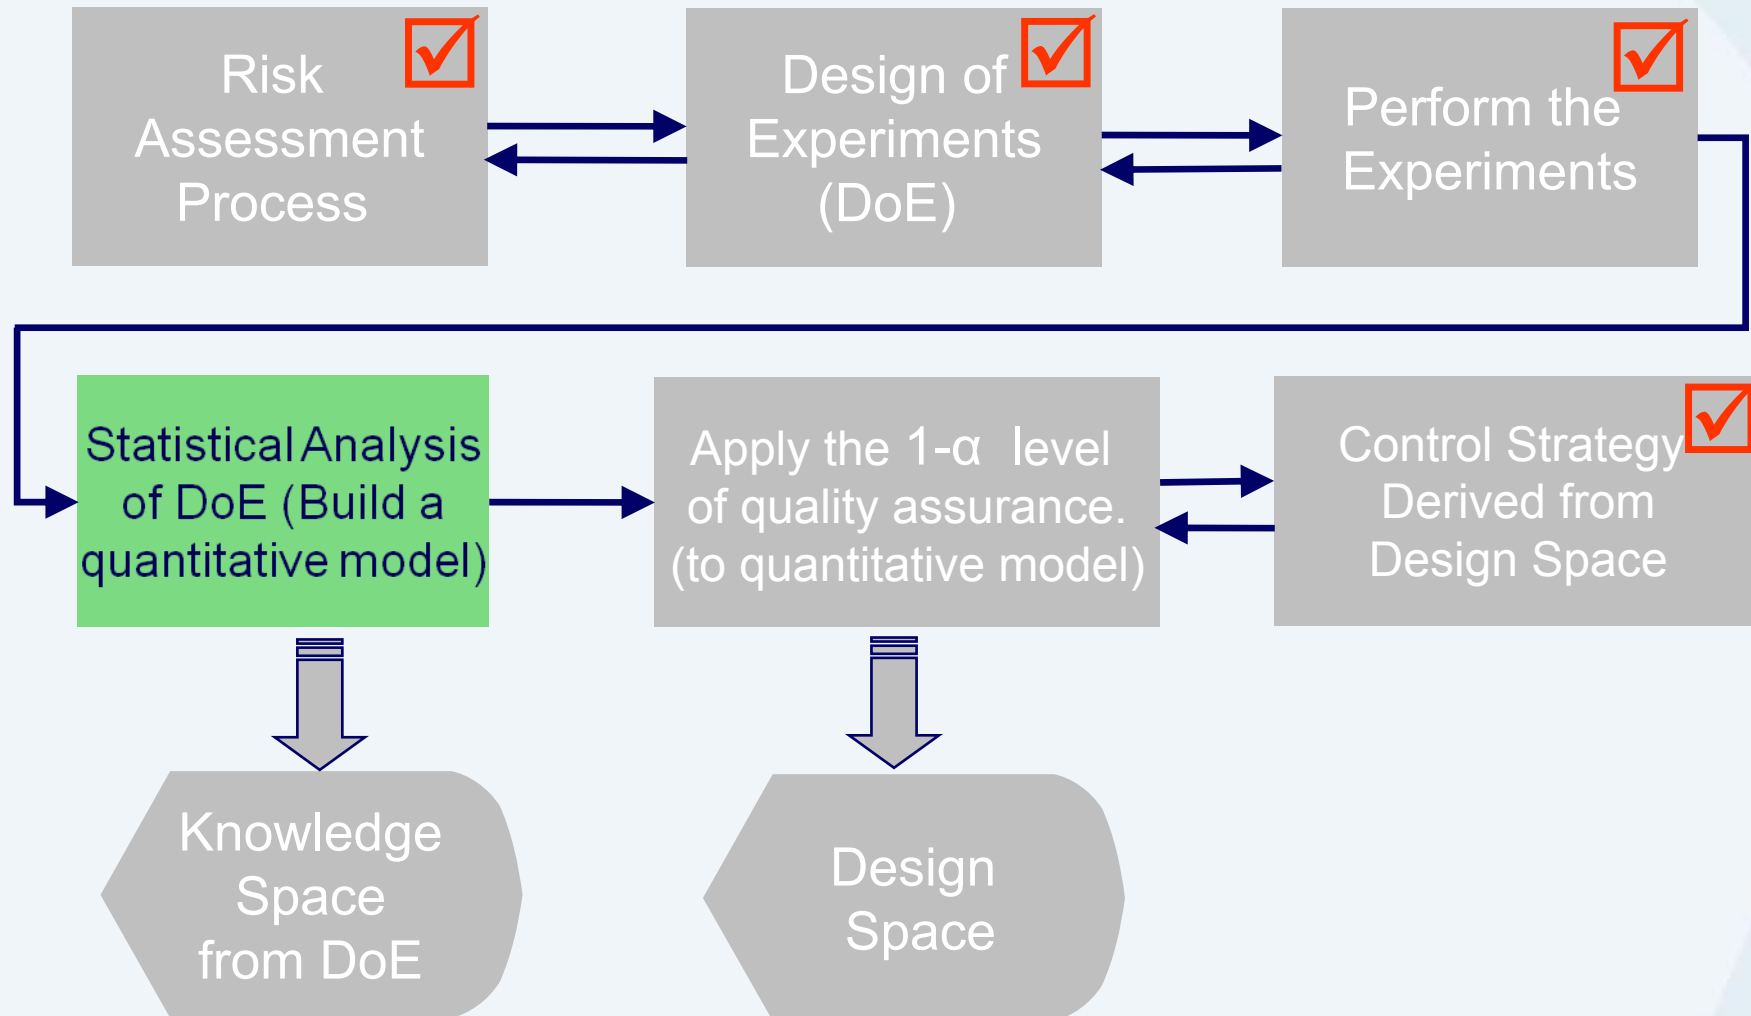 Risk
Assessment
Process
Design of
Experiments
(DoE)
Perform the
Experiments
Statistical Analysis
of DoE (Build a
quantitative model)
Apply the 1-α level
of quality assurance.
(to quantitative model)
Control Strategy
Derived from
Design Space
Knowledge
Space
from DoE
Design
Space